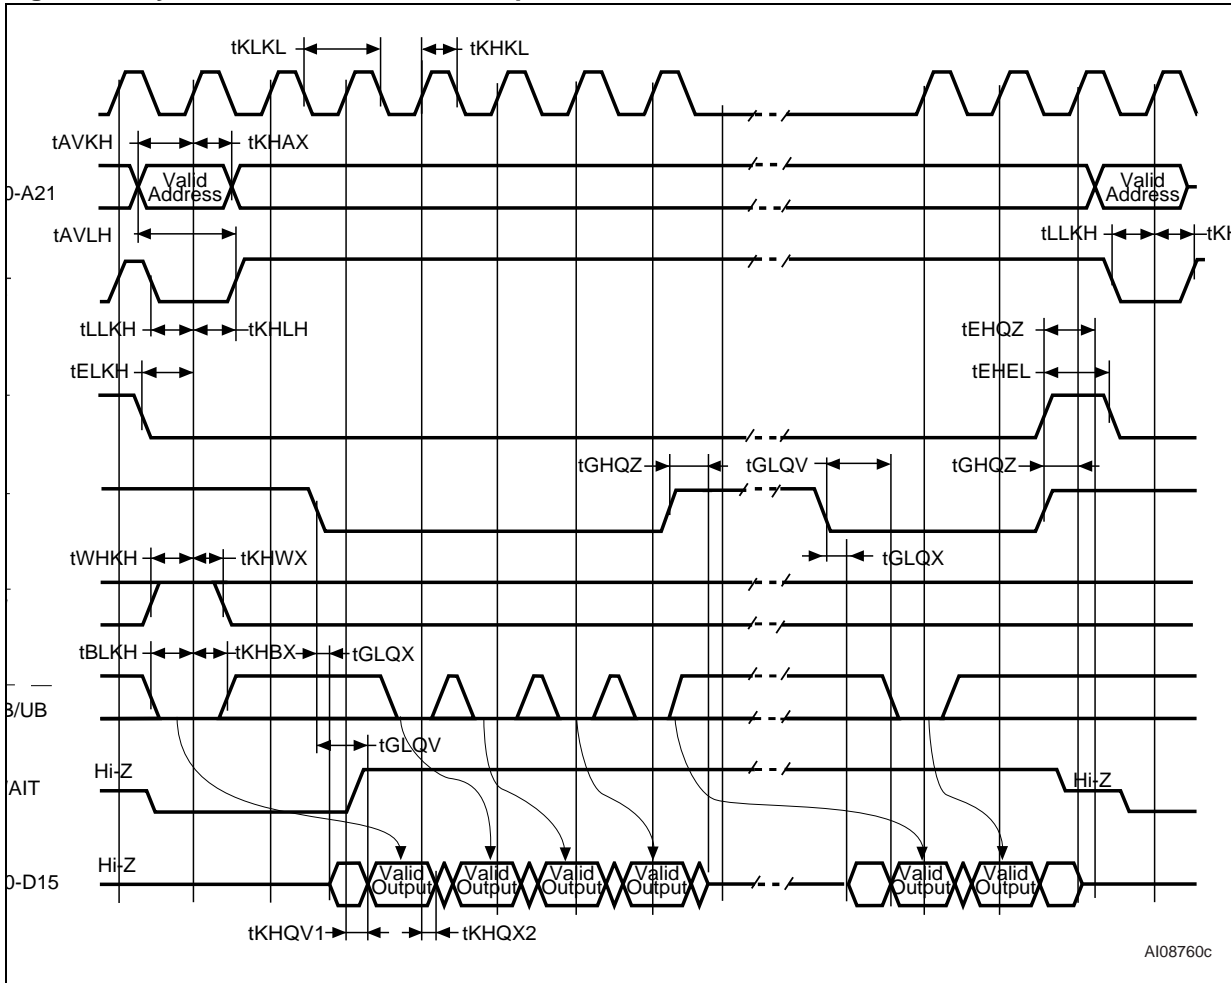 tKLKL
tKHKL
tAVKH
tKHAX
0-A21
Valid
Address
Valid
Address
tAVLH
tLLKH
tKH
tLLKH
tKHLH
tEHQZ
tELKH
tEHEL
tGHQZ
tGLQV
tGHQZ
tWHKH
tKHWX
tGLQX
tBLKH
tKHBX
tGLQX
B/UB
tGLQV
Hi-Z
Hi-Z
AIT
Hi-Z
0-D15
Valid
Output
Valid
Output
Valid
Output
Valid
Output
Valid
Output
Valid
Output
tKHQV1
tKHQX2
AI08760c